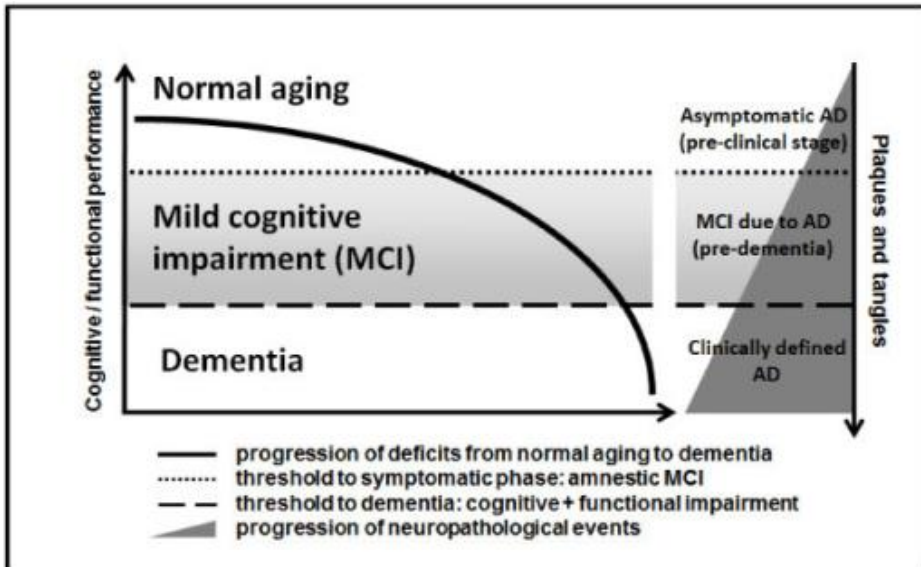 Normal aging
Mild cognitive
impairment (MCI)
Dementia
Cognitive / functional performance
Asymptomatic AD
(pre-clinical stage)
MCI due to AD
(pre-dementia)
Clinically defined
AD
Plaques and tangles
progression of deficits from normal aging to dementia
threshold to symptomatic phase: amnestic MCI
threshold to dementia: cognitive + functional impairment
progression of neuropathological events